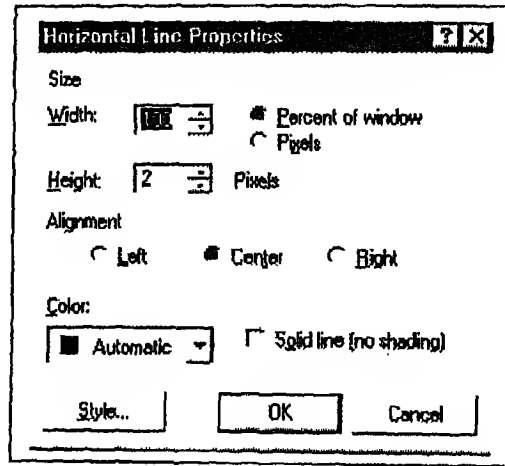 Horizontal Line Properties
Size
Width: Percent of window
Pixels
Height: 2 Pixels
Alignment
Left Center Right
Color:
Automatic Solid line (no shading)
Style... OK Cancel